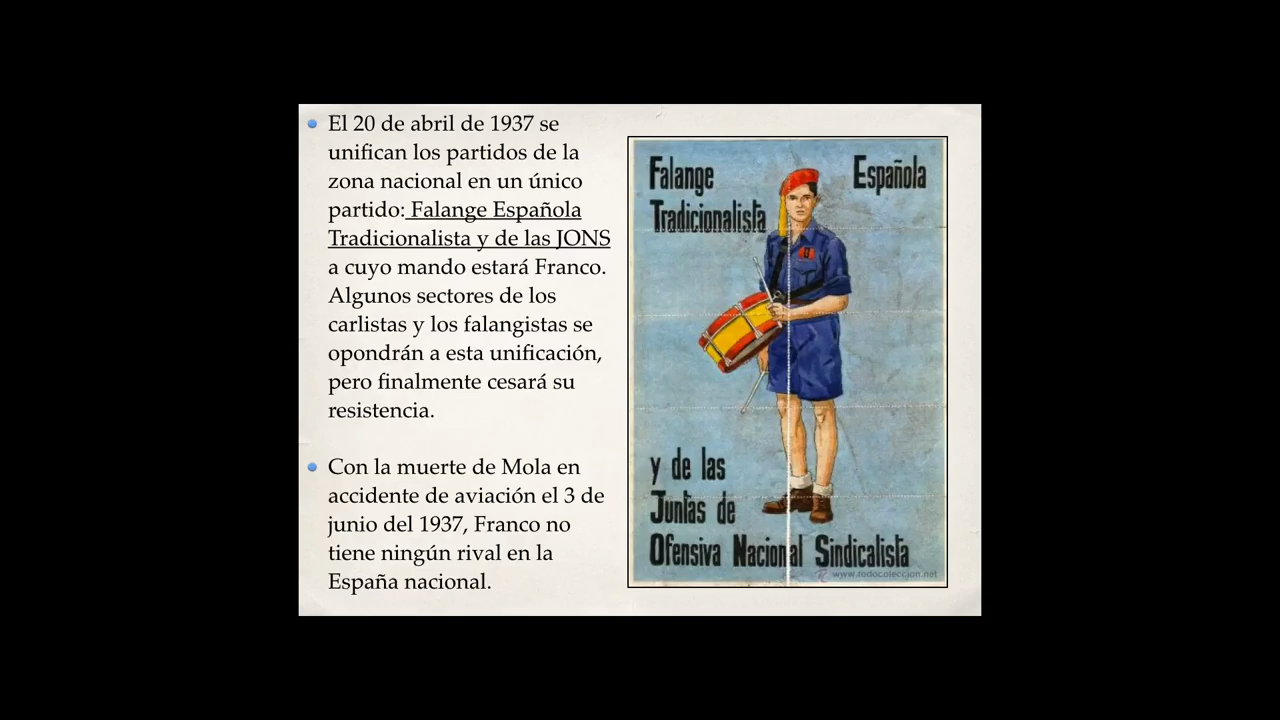 El 20 de abril de 1937 se
unifican los partidos de la
zona nacional en un único
partido: Falange Española
Tradicionalista y de las JONS
a cuyo mando estará Franco.
Algunos sectores de los
carlistas y los falangistas se
opondrán a esta unificación,
pero finalmente cesará su
resistencia.
Con la muerte de Mola en
accidente de aviación el 3 de
junio del 1937, Franco no
tiene ningún rival en la
España nacional.
Falange Española
Tradicionalista
y de las
Juntas de
Ofensiva Nacional Sindicalista
www.todocoleccion.net